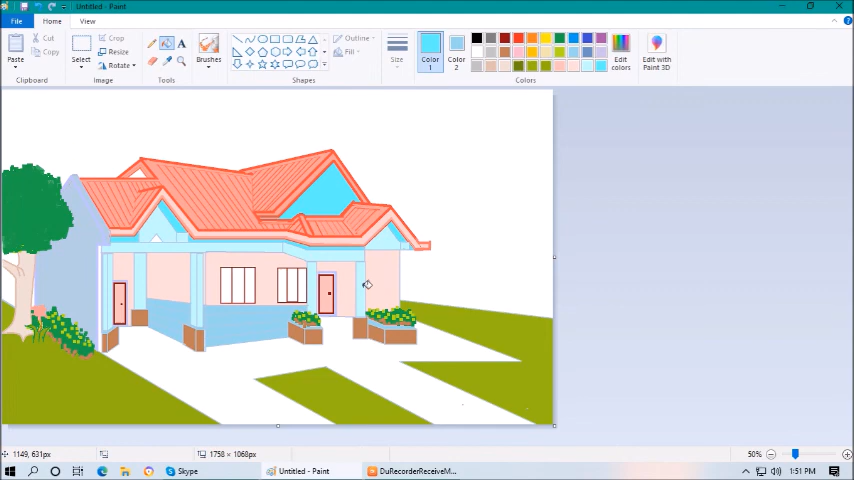 Untitled - Paint
File Home View
Paste
Cut
Copy
Clipboard
Select
Crop
Resize
Rotate
Image
A
Tools
Brushes
Shapes
Outline
Fill
Size
Color 1
Color 2
Edit colors
Edit with Paint 3D
Colors
1149, 631px
1758 × 1068px
50%
Skype
Untitled - Paint
DuRecorderReceiveM...
1:51 PM